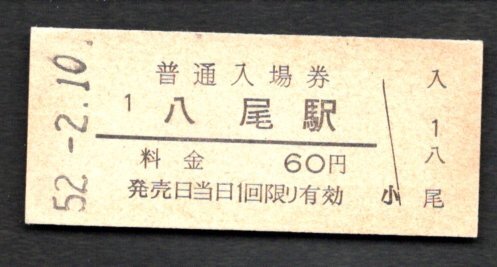 52.-2.10.
普通入場券
1 八尾駅
料金 60円
発売日当日1回限り有効
小
入
1
八
尾